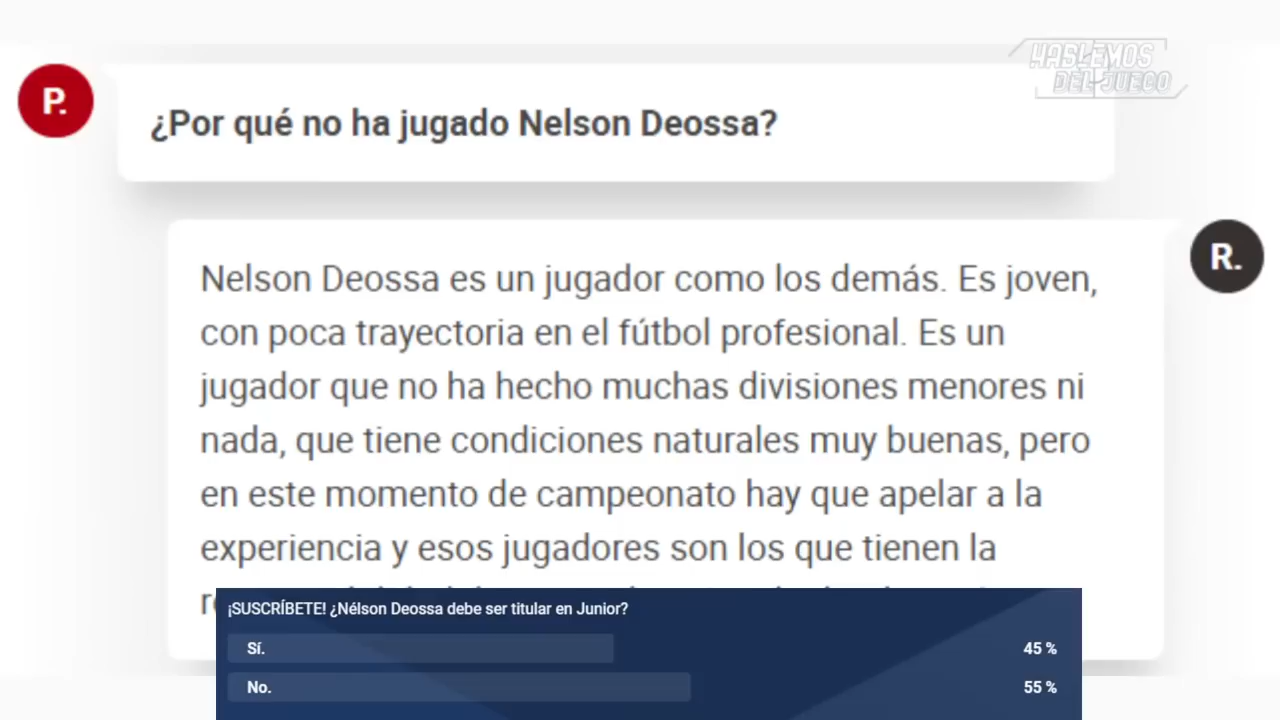 HABLEMOS
DEL JUEGO
P.
¿Por qué no ha jugado Nelson Deossa?
R.
Nelson Deossa es un jugador como los demás. Es joven,
con poca trayectoria en el fútbol profesional. Es un
jugador que no ha hecho muchas divisiones menores ni
nada, que tiene condiciones naturales muy buenas, pero
en este momento de campeonato hay que apelar a la
experiencia y esos jugadores son los que tienen la
¡SUSCRÍBETE! ¿Nélson Deossa debe ser titular en Junior?
Sí. 45 %
No. 55 %